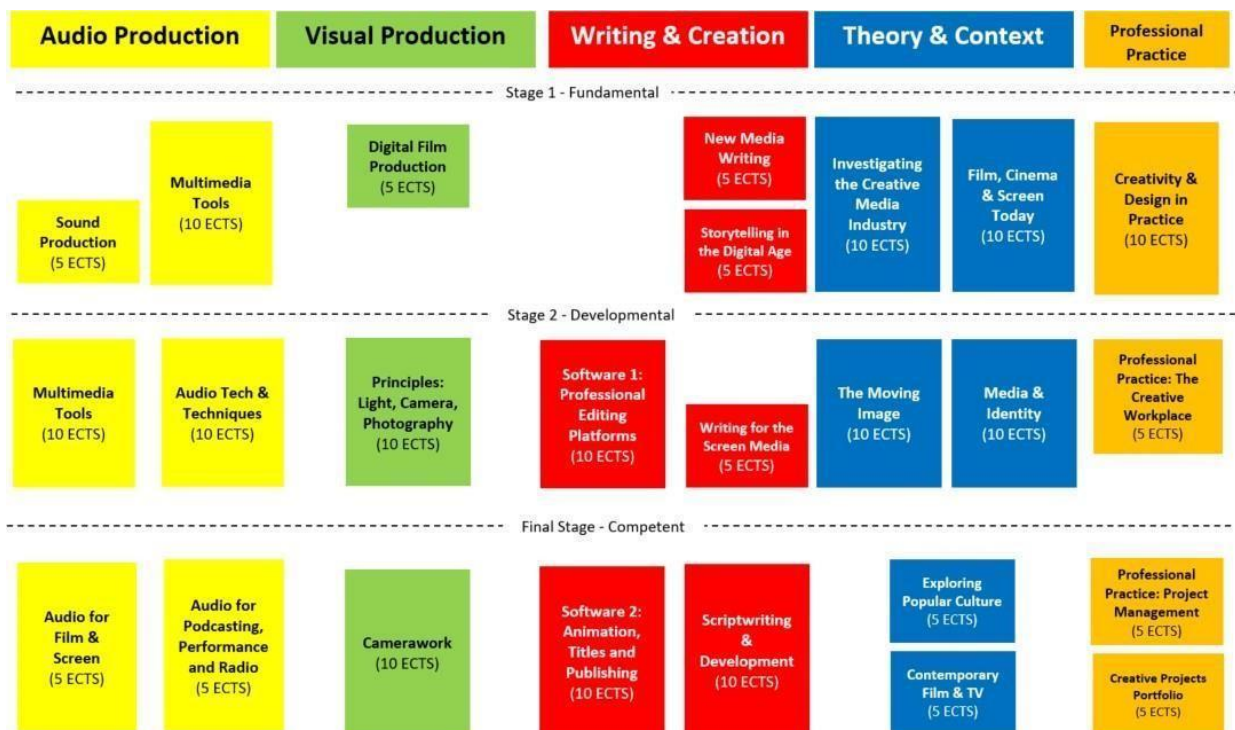 Audio Production
Visual Production
Writing & Creation
Theory & Context
Professional
Practice
Stage 1 - Fundamental
Sound
Production
(5 ECTS)
Multimedia
Tools
(10 ECTS)
Digital Film
Production
(5 ECTS)
New Media
Writing
(5 ECTS)
Storytelling in
the Digital Age
(5 ECTS)
Investigating
the Creative
Media
Industry
(10 ECTS)
Film, Cinema
& Screen
Today
(10 ECTS)
Creativity &
Design in
Practice
(10 ECTS)
Stage 2 - Developmental
Multimedia
Tools
(10 ECTS)
Audio Tech &
Techniques
(10 ECTS)
Principles:
Light, Camera,
Photography
(10 ECTS)
Software 1:
Professional
Editing
Platforms
(10 ECTS)
Writing for the
Screen Media
(5 ECTS)
The Moving
Image
(10 ECTS)
Media &
Identity
(10 ECTS)
Professional
Practice: The
Creative
Workplace
(5 ECTS)
Final Stage - Competent
Audio for
Film &
Screen
(5 ECTS)
Audio for
Podcasting,
Performance
and Radio
(5 ECTS)
Camerawork
(10 ECTS)
Software 2:
Animation,
Titles and
Publishing
(10 ECTS)
Scriptwriting
&
Development
(10 ECTS)
Exploring
Popular Culture
(5 ECTS)
Contemporary
Film & TV
(5 ECTS)
Professional
Practice: Project
Management
(5 ECTS)
Creative Projects
Portfolio
(5 ECTS)